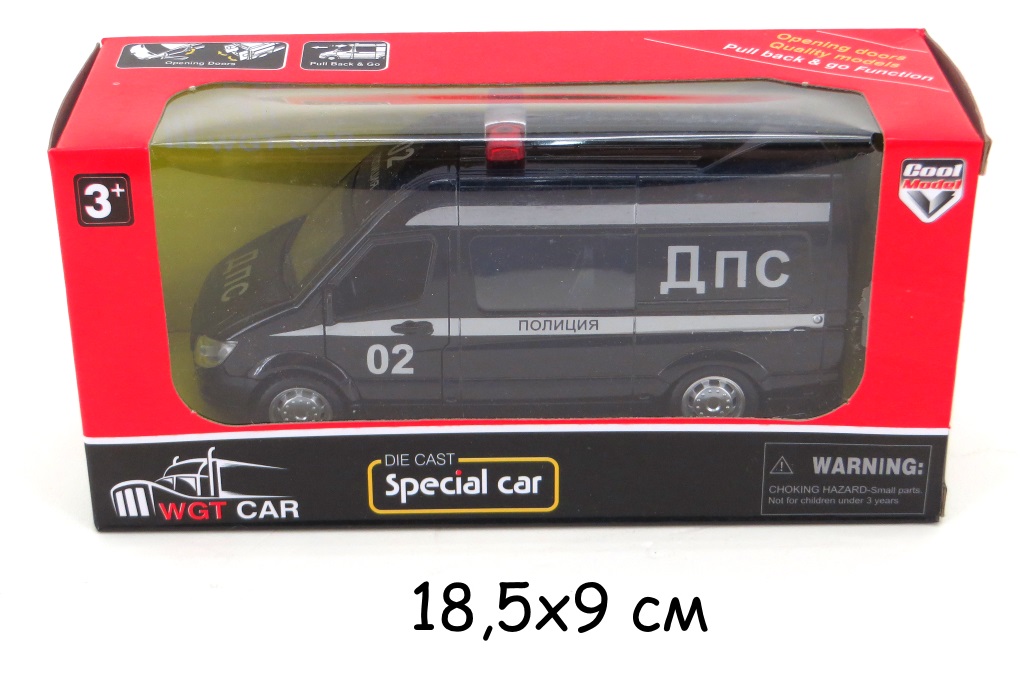 Opening Doors
Pull Back & Go
Opening doors
Quality models
Pull back & go Function
3+
Cool
Model
02
ДПС
ДПС
ПОЛИЦИЯ
02
WGT CAR
DIE CAST
Special car
WARNING:
CHOKING HAZARD-Small parts.
Not for children under 3 years
18,5x9 см